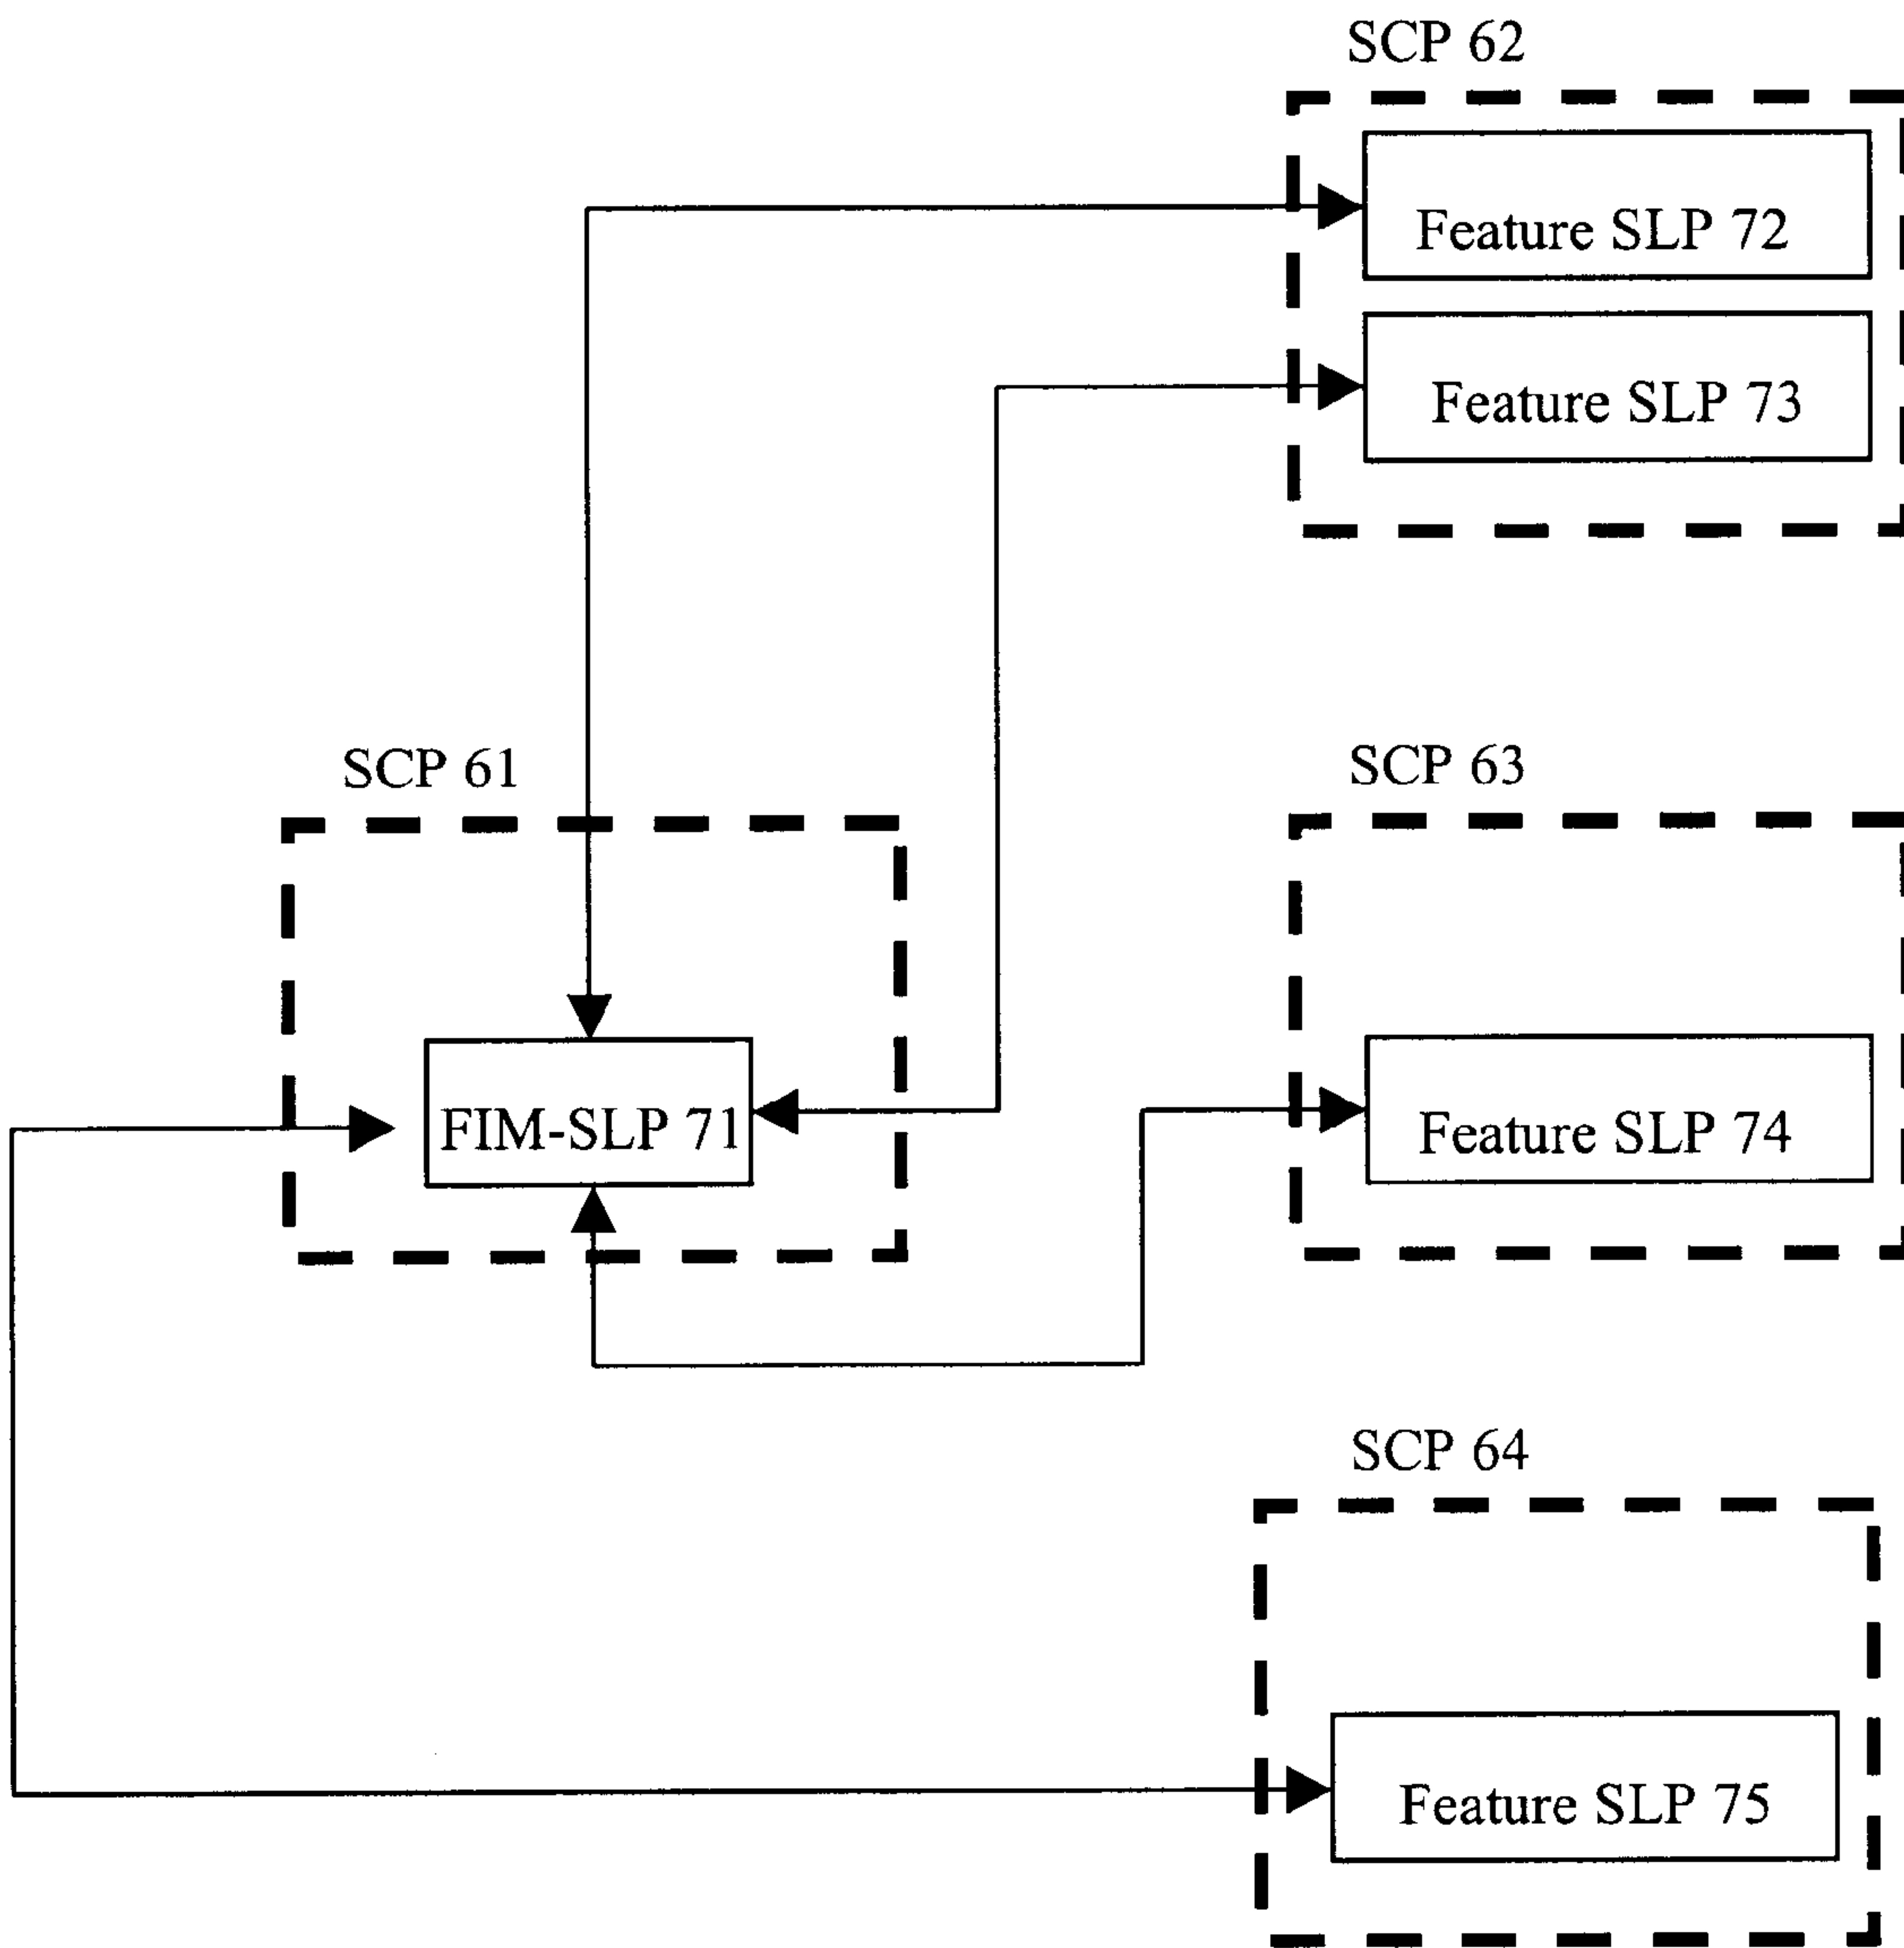 SCP 62
Feature SLP 72
Feature SLP 73
SCP 61
FIM-SLP 71
SCP 63
Feature SLP 74
SCP 64
Feature SLP 75